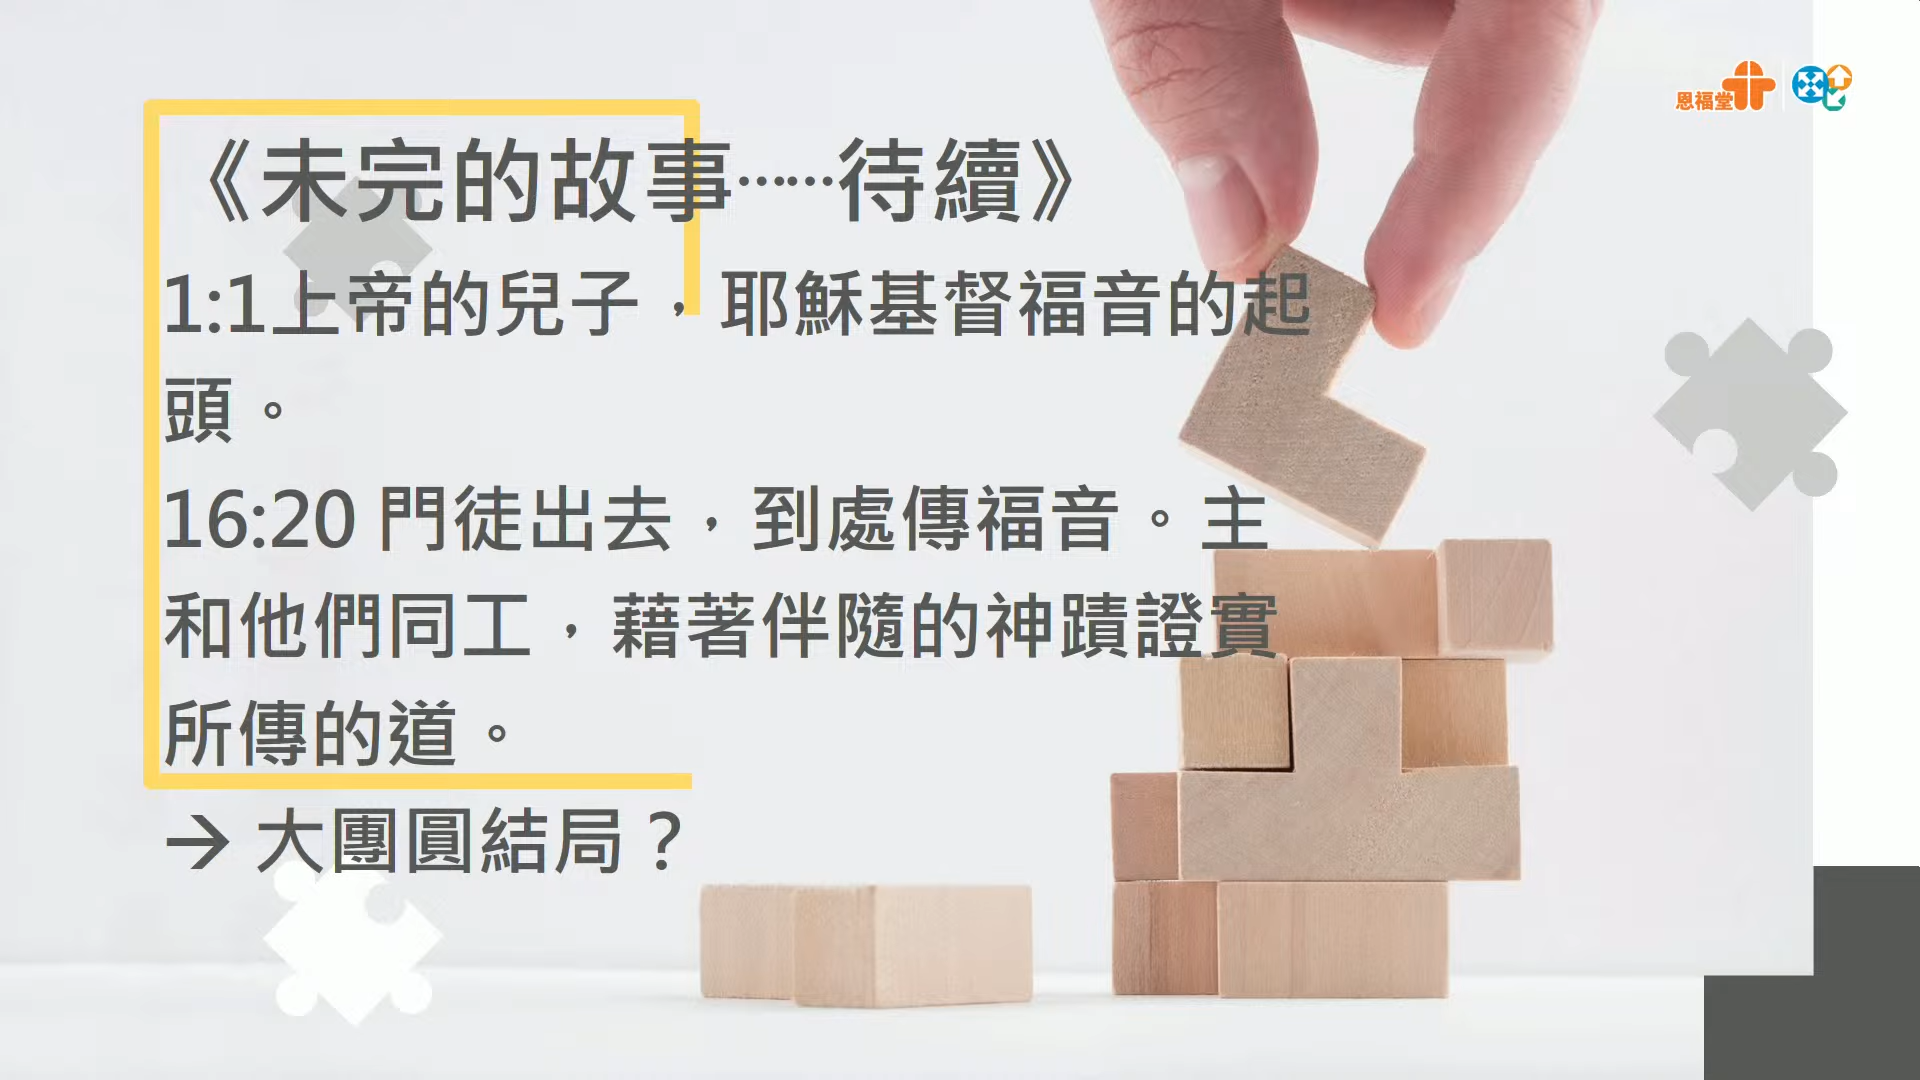 恩福堂
《未完的故事……待續》
1:1上帝的兒子，耶穌基督福音的起
頭。
16:20 門徒出去，到處傳福音。主
和他們同工，藉著伴隨的神蹟證實
所傳的道。
→ 大團圓結局？